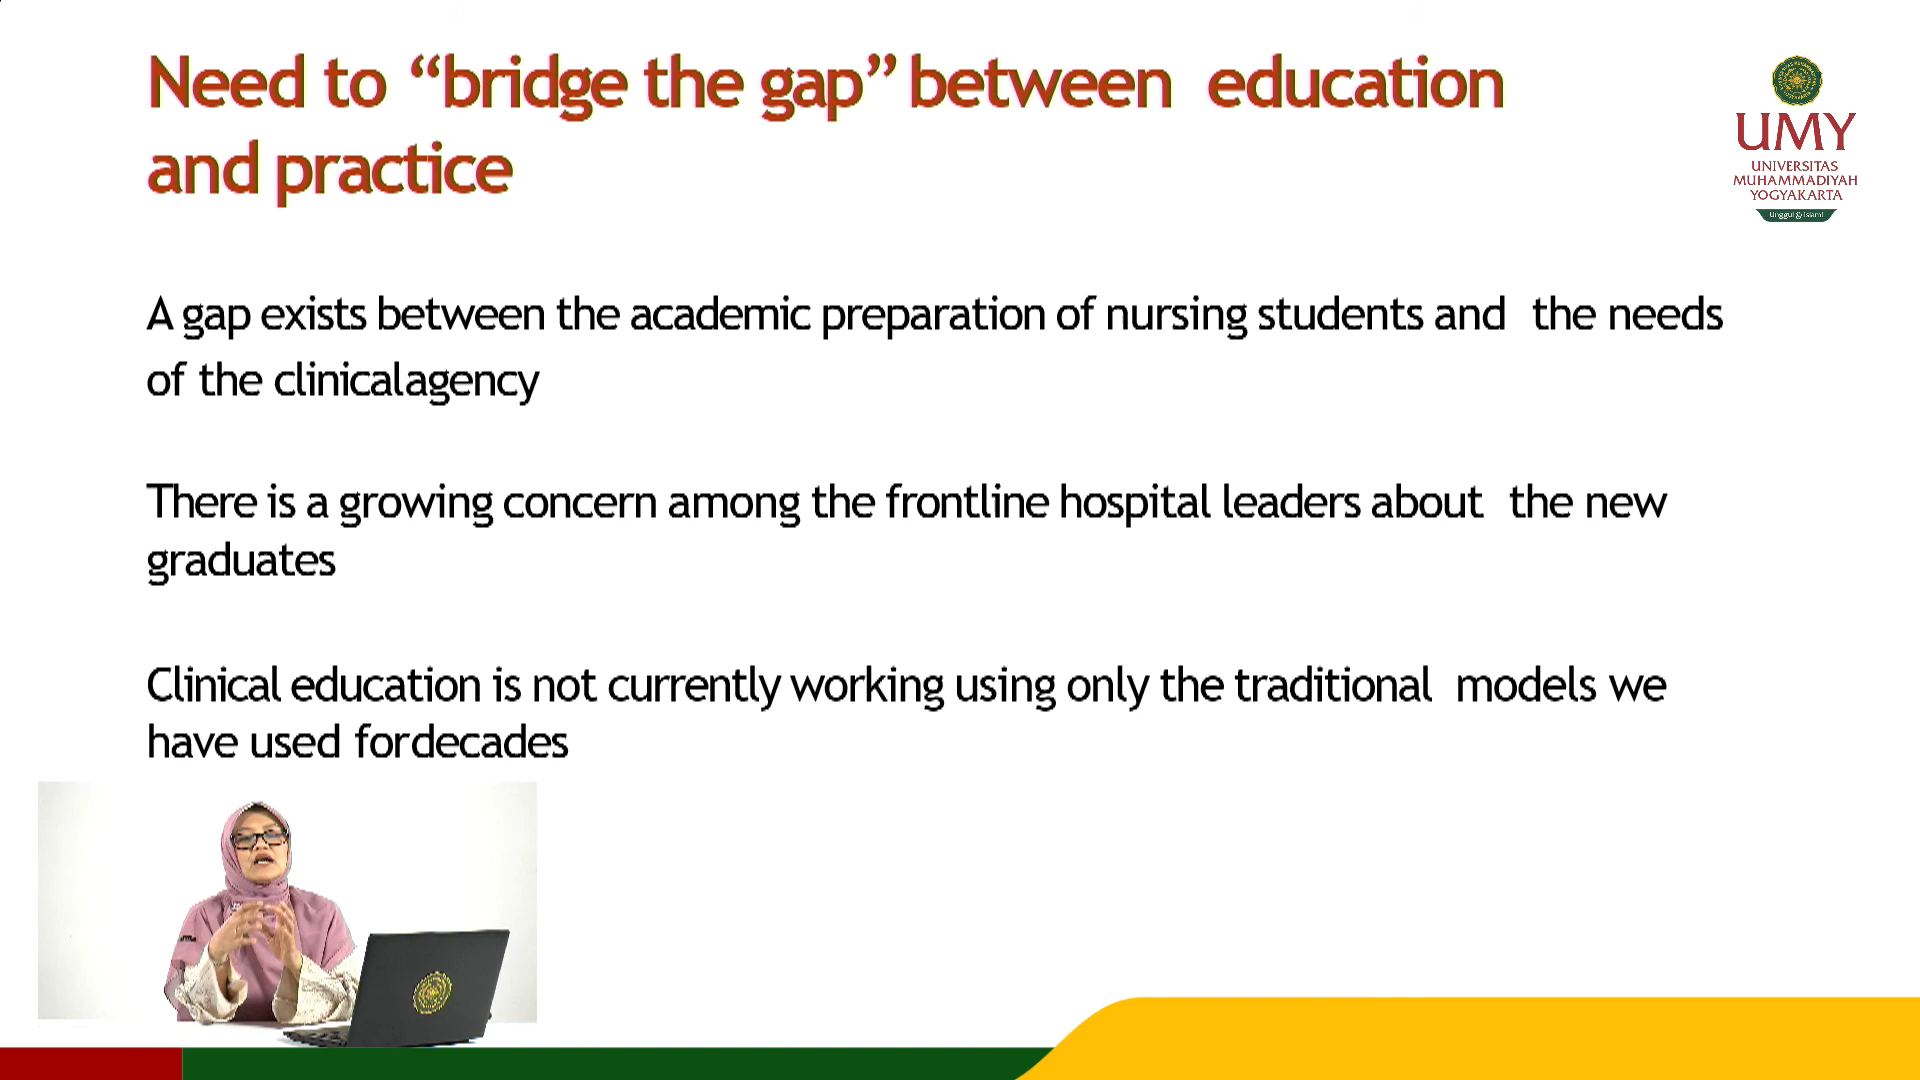 Need to “bridge the gap” between education
and practice
UMY
UNIVERSITAS
MUHAMMADIYAH
YOGYAKARTA
Unggul & Islami
A gap exists between the academic preparation of nursing students and the needs
of the clinicalagency
There is a growing concern among the frontline hospital leaders about the new
graduates
Clinical education is not currently working using only the traditional models we
have used fordecades